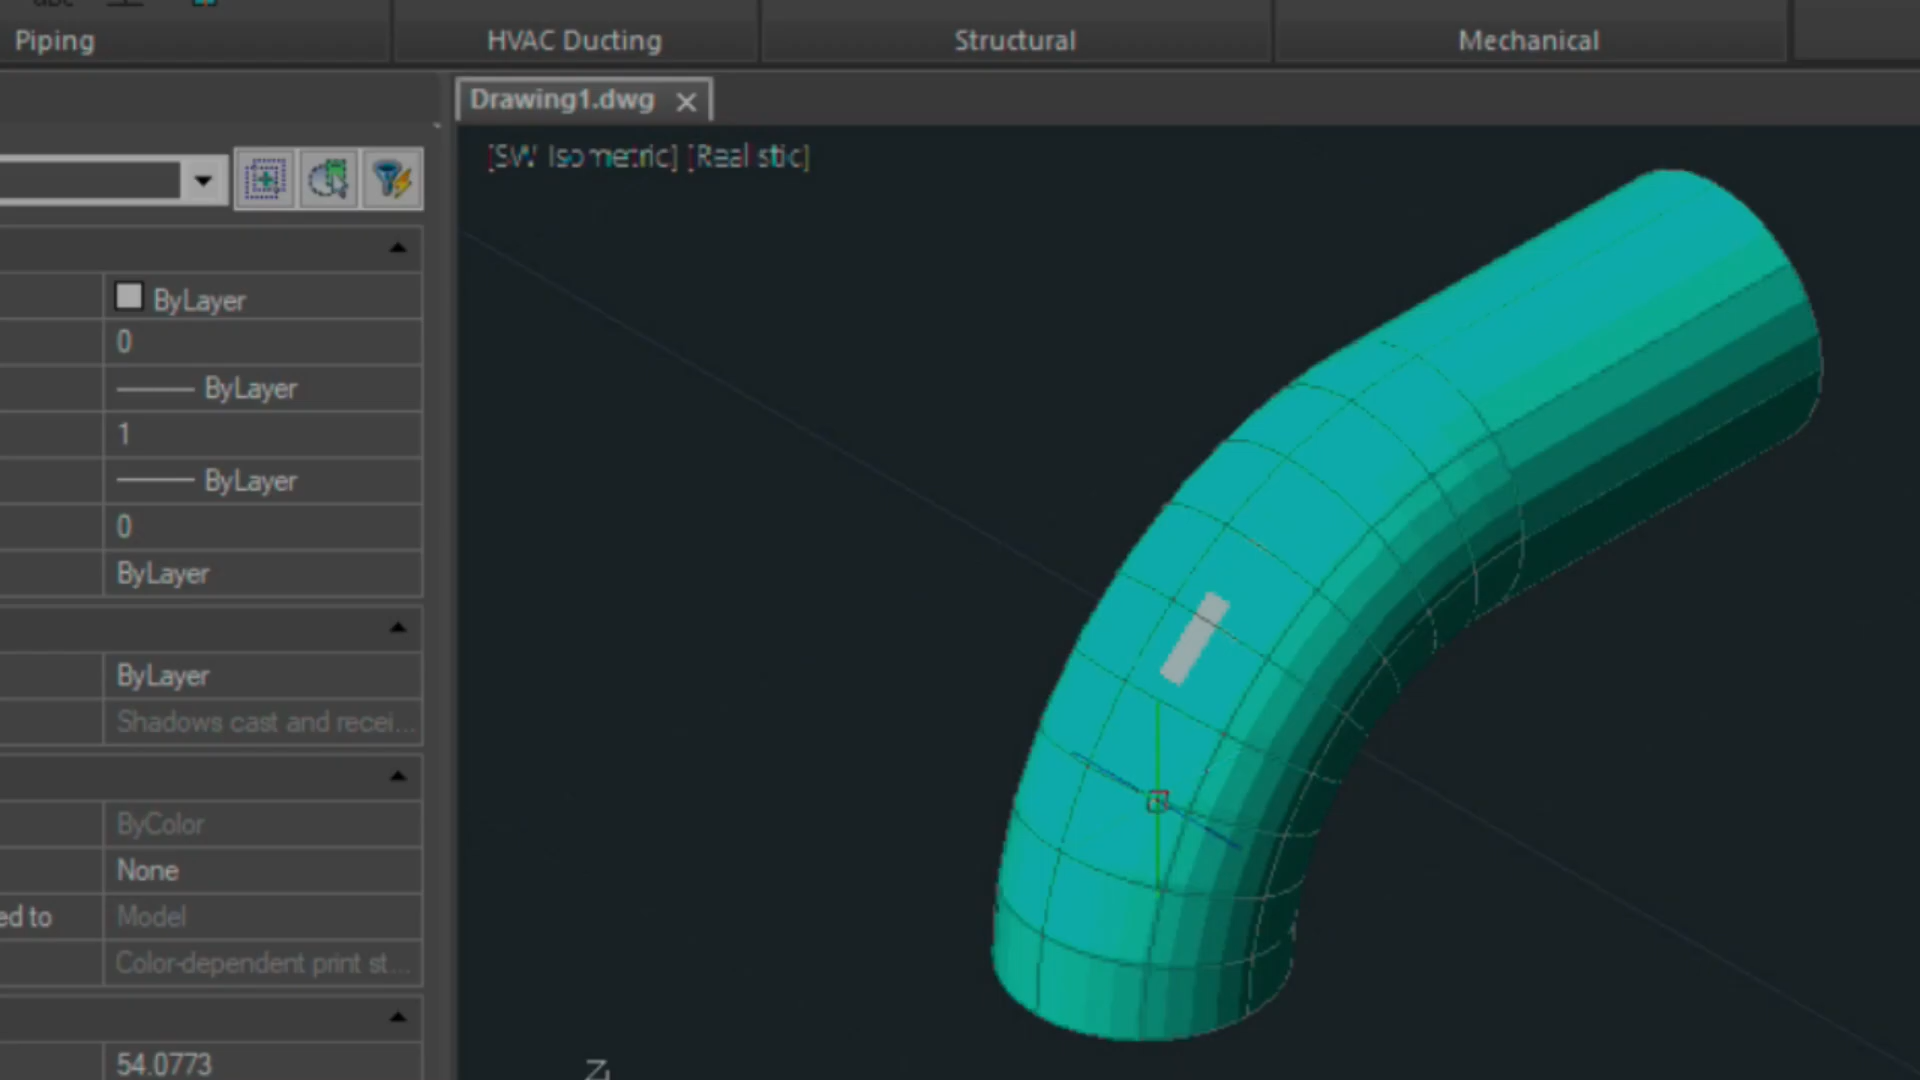 Piping
HVAC Ducting
Structural
Mechanical
Drawing1.dwg
[SW Isometric] [Realistic]
ByLayer
0
ByLayer
1
ByLayer
0
ByLayer
ByLayer
Shadows cast and recei...
ByColor
None
ed to
Model
Color-dependent print st...
54.0773
Z